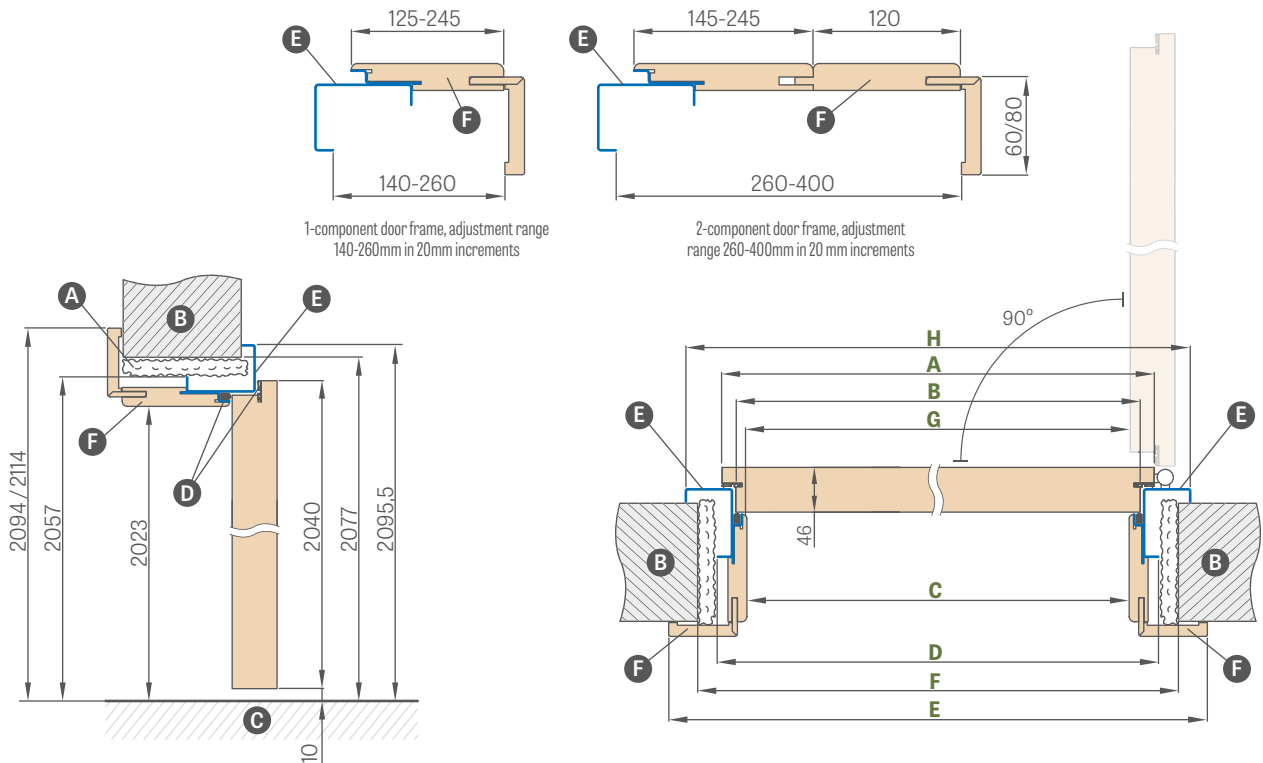 125-245
E
F
140-260
1-component door frame, adjustment range
140-260mm in 20mm increments
145-245
120
E
F
60/80
260-400
2-component door frame, adjustment
range 260-400mm in 20 mm increments
A
B
E
F
D
C
2094 / 2114
2057
2023
2040
2077
2095,5
10
90°
H
A
B
G
E
E
46
B
B
C
F
F
D
F
E